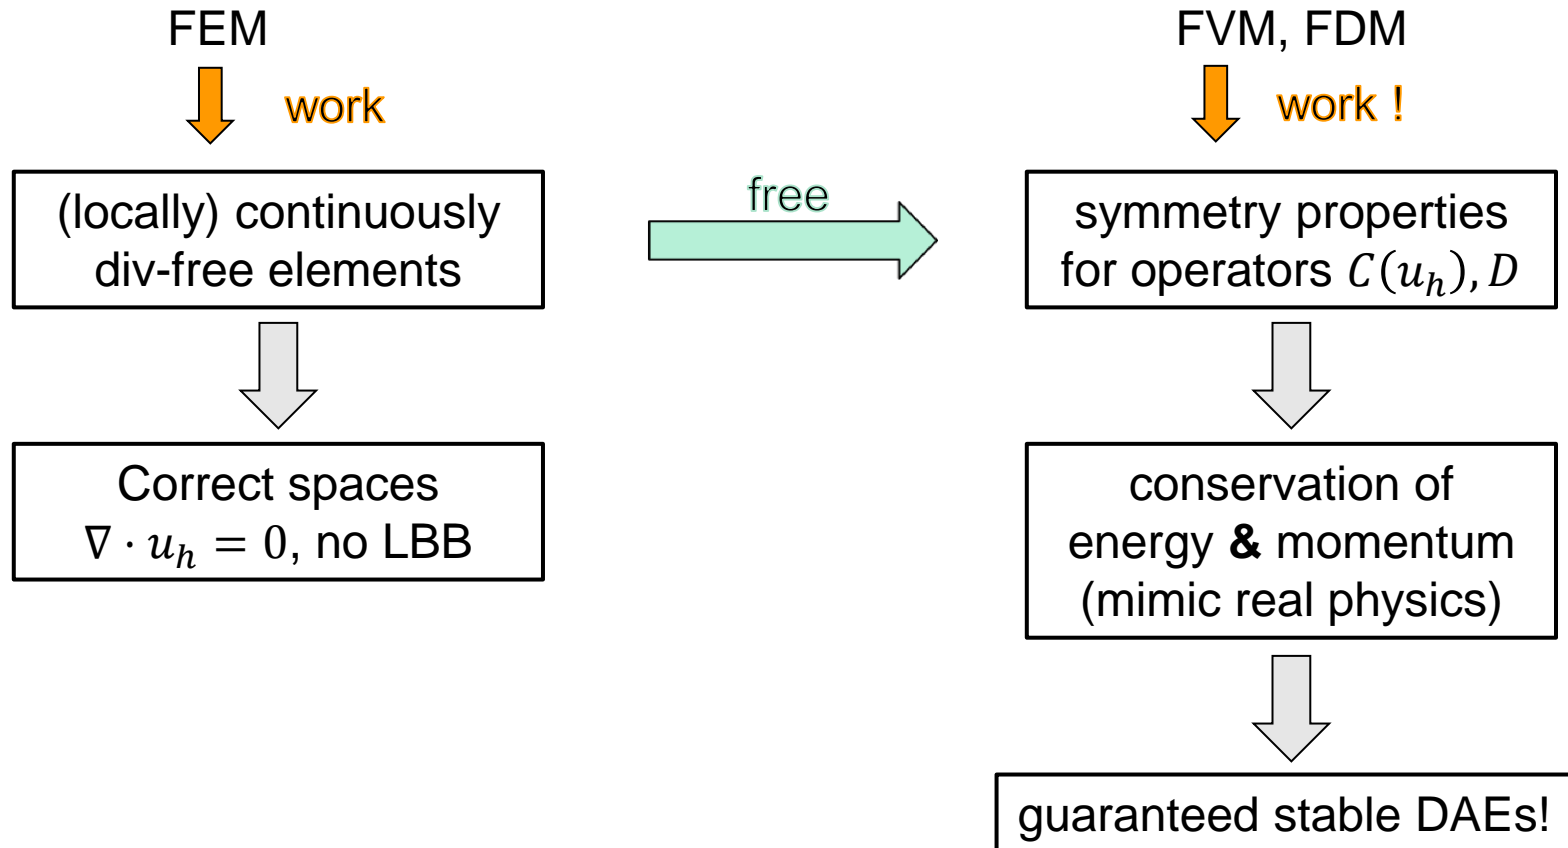 FEM
work
(locally) continuously
div-free elements
Correct spaces
∇ · u_h = 0, no LBB
free
FVM, FDM
work !
symmetry properties
for operators C(u_h), D
conservation of
energy & momentum
(mimic real physics)
guaranteed stable DAEs!